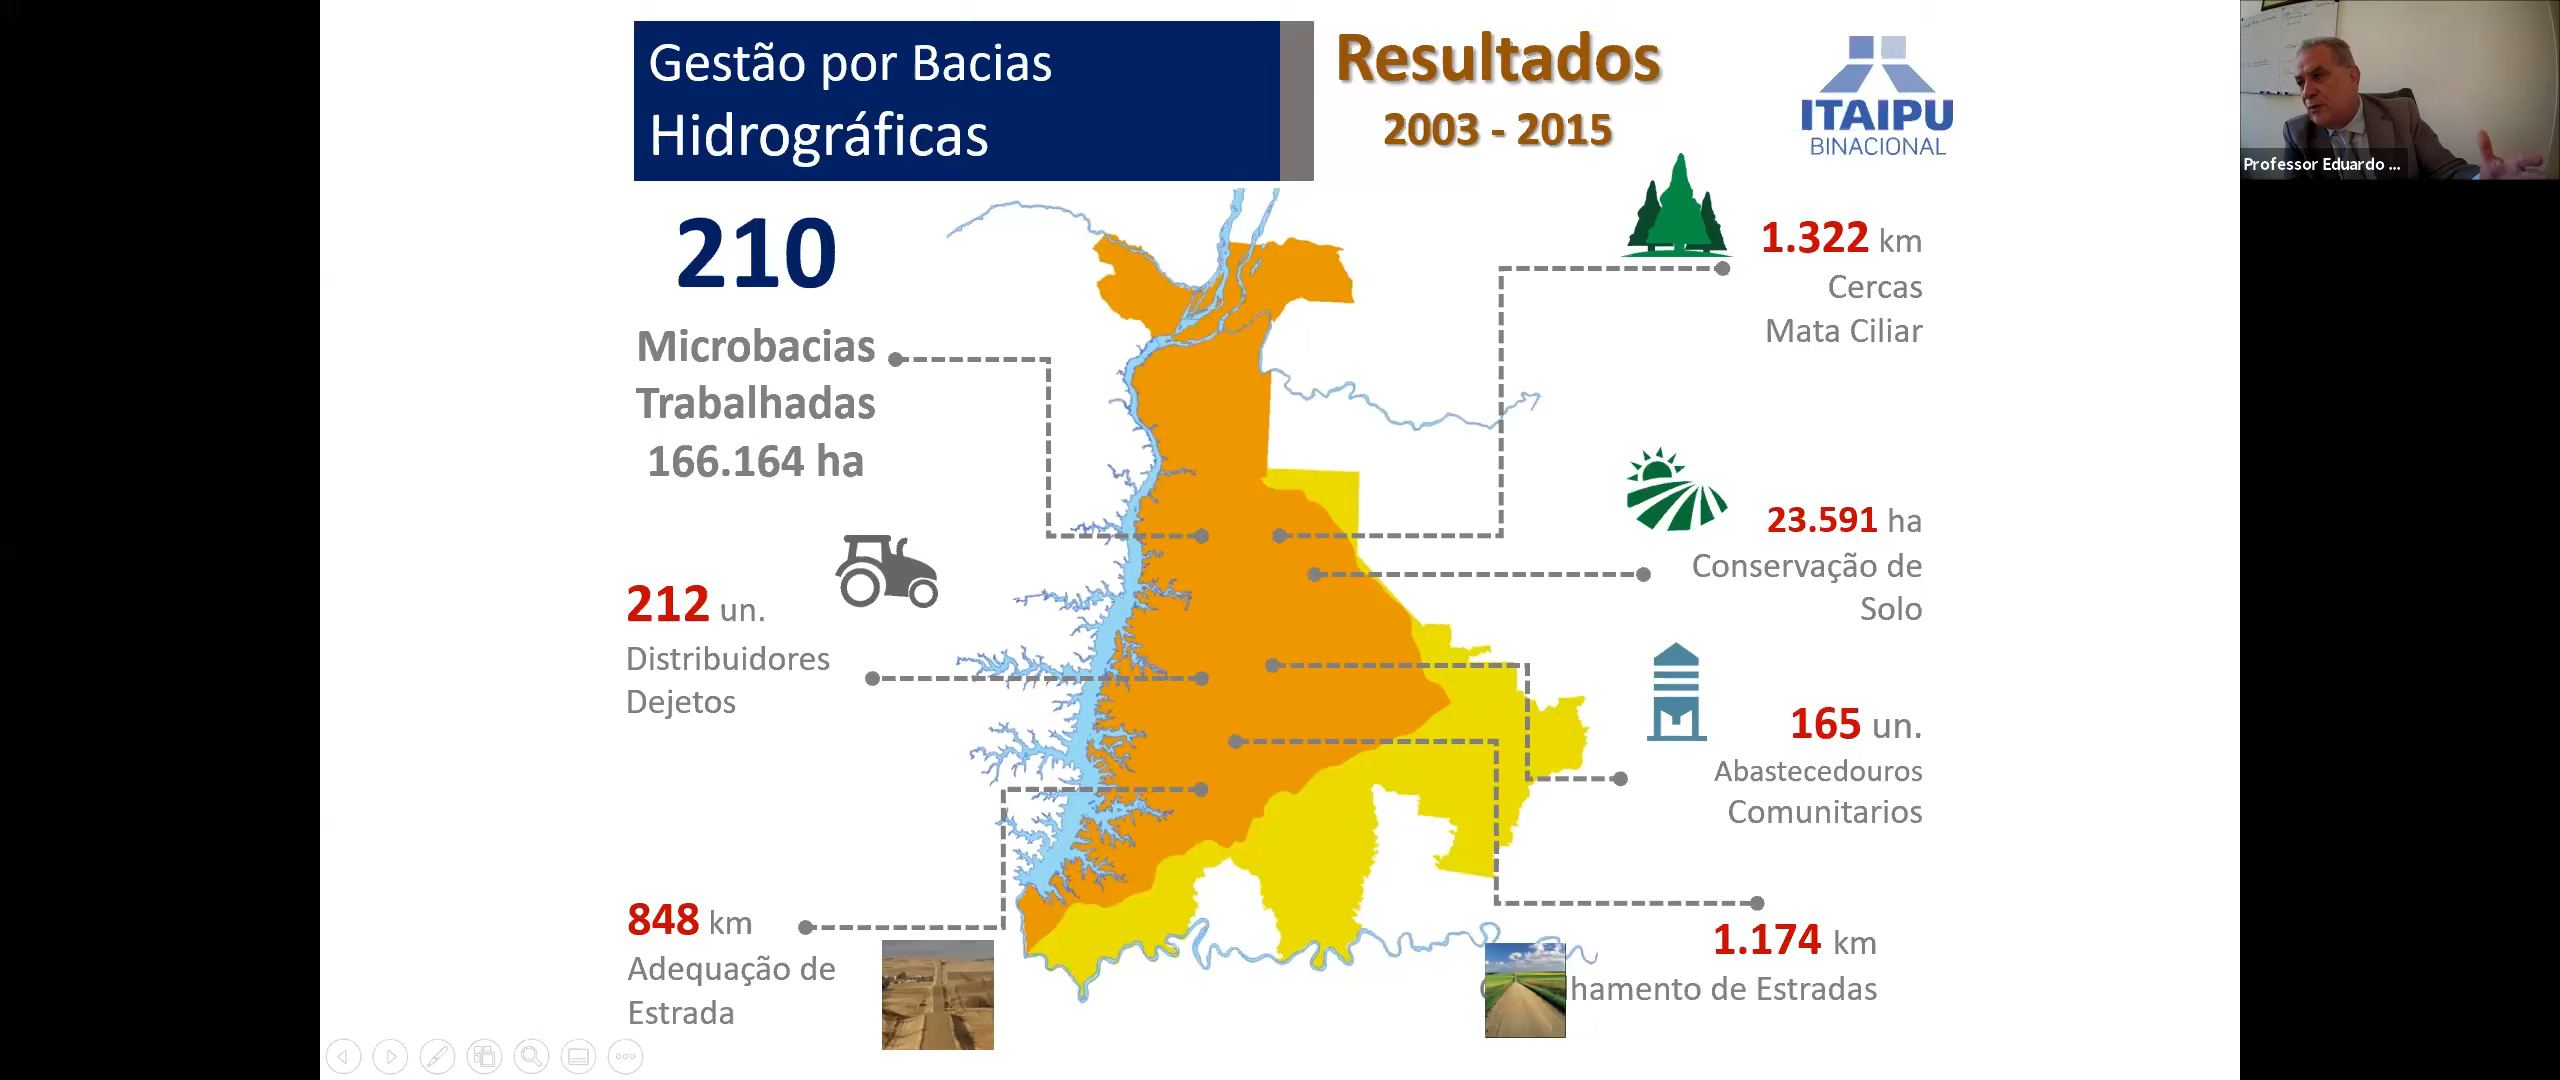 Gestão por Bacias
Hidrográficas
Resultados
2003 - 2015
ITAIPU
BINACIONAL
Professor Eduardo ...
210
Microbacias
Trabalhadas
166.164 ha
1.322 km
Cercas
Mata Ciliar
23.591 ha
Conservação de
Solo
212 un.
Distribuidores
Dejetos
165 un.
Abastecedouros
Comunitarios
848 km
Adequação de
Estrada
1.174 km
de Estradas